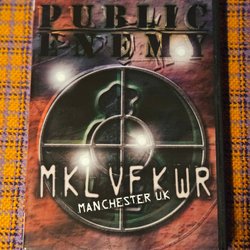 PUBLIC
ENEMY
MKLVFKWR
MANCHESTER UK